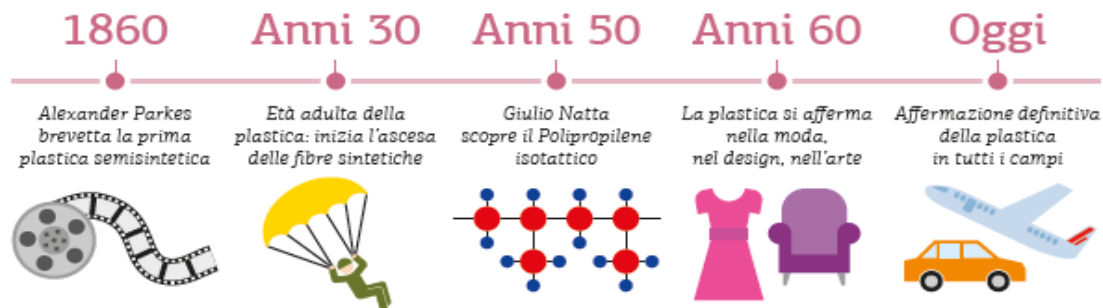 1860
Alexander Parkes
brevetta la prima
plastica semisintetica
Anni 30
Età adulta della
plastica: inizia l'ascesa
delle fibre sintetiche
Anni 50
Giulio Natta
scopre il Polipropilene
isotattico
Anni 60
La plastica si afferma
nella moda,
nel design, nell'arte
Oggi
Affermazione definitiva
della plastica
in tutti i campi